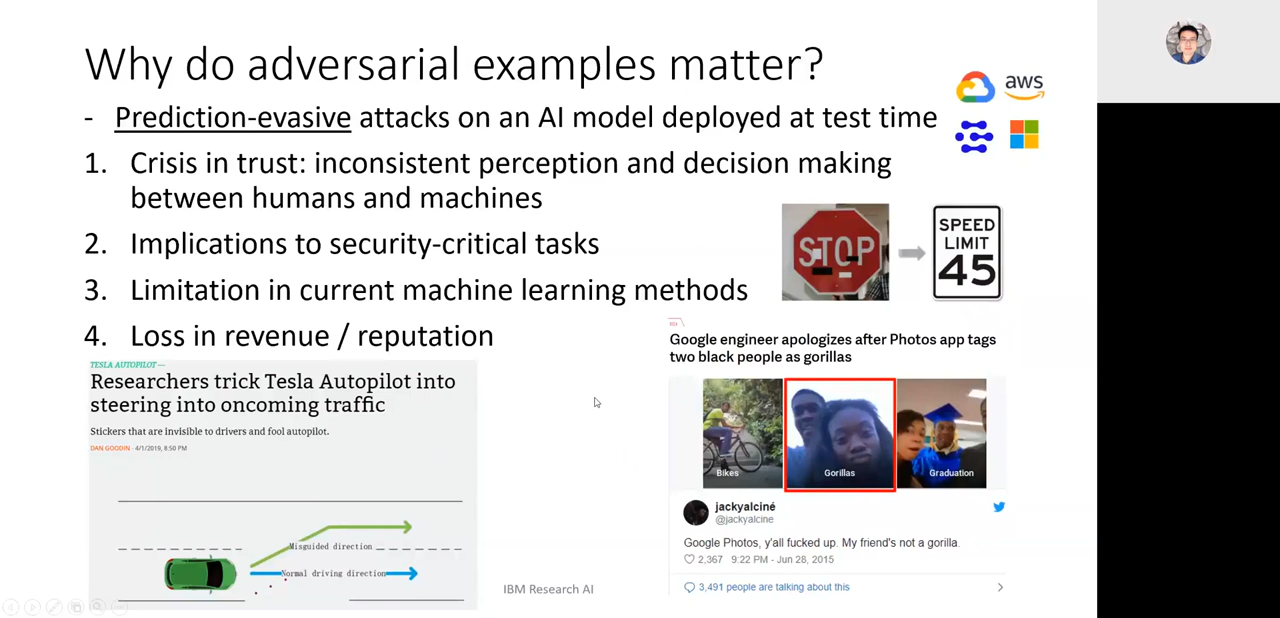 Why do adversarial examples matter?
- Prediction-evasive attacks on an AI model deployed at test time
aws
1. Crisis in trust: inconsistent perception and decision making
between humans and machines
2. Implications to security-critical tasks
3. Limitation in current machine learning methods
4. Loss in revenue / reputation
STOP
SPEED
LIMIT
45
TESLA AUTOPILOT —
Researchers trick Tesla Autopilot into
steering into oncoming traffic
Stickers that are invisible to drivers and fool autopilot.
DAN GOODIN - 4/1/2019, 8:50 PM
Misguided direction
Normal driving direction
IBM Research AI
Google engineer apologizes after Photos app tags
two black people as gorillas
Bikes
Gorillas
Graduation
jackyalciné
@jackyalcine
Google Photos, y'all fucked up. My friend's not a gorilla.
2,367 9:22 PM - Jun 28, 2015
3,491 people are talking about this